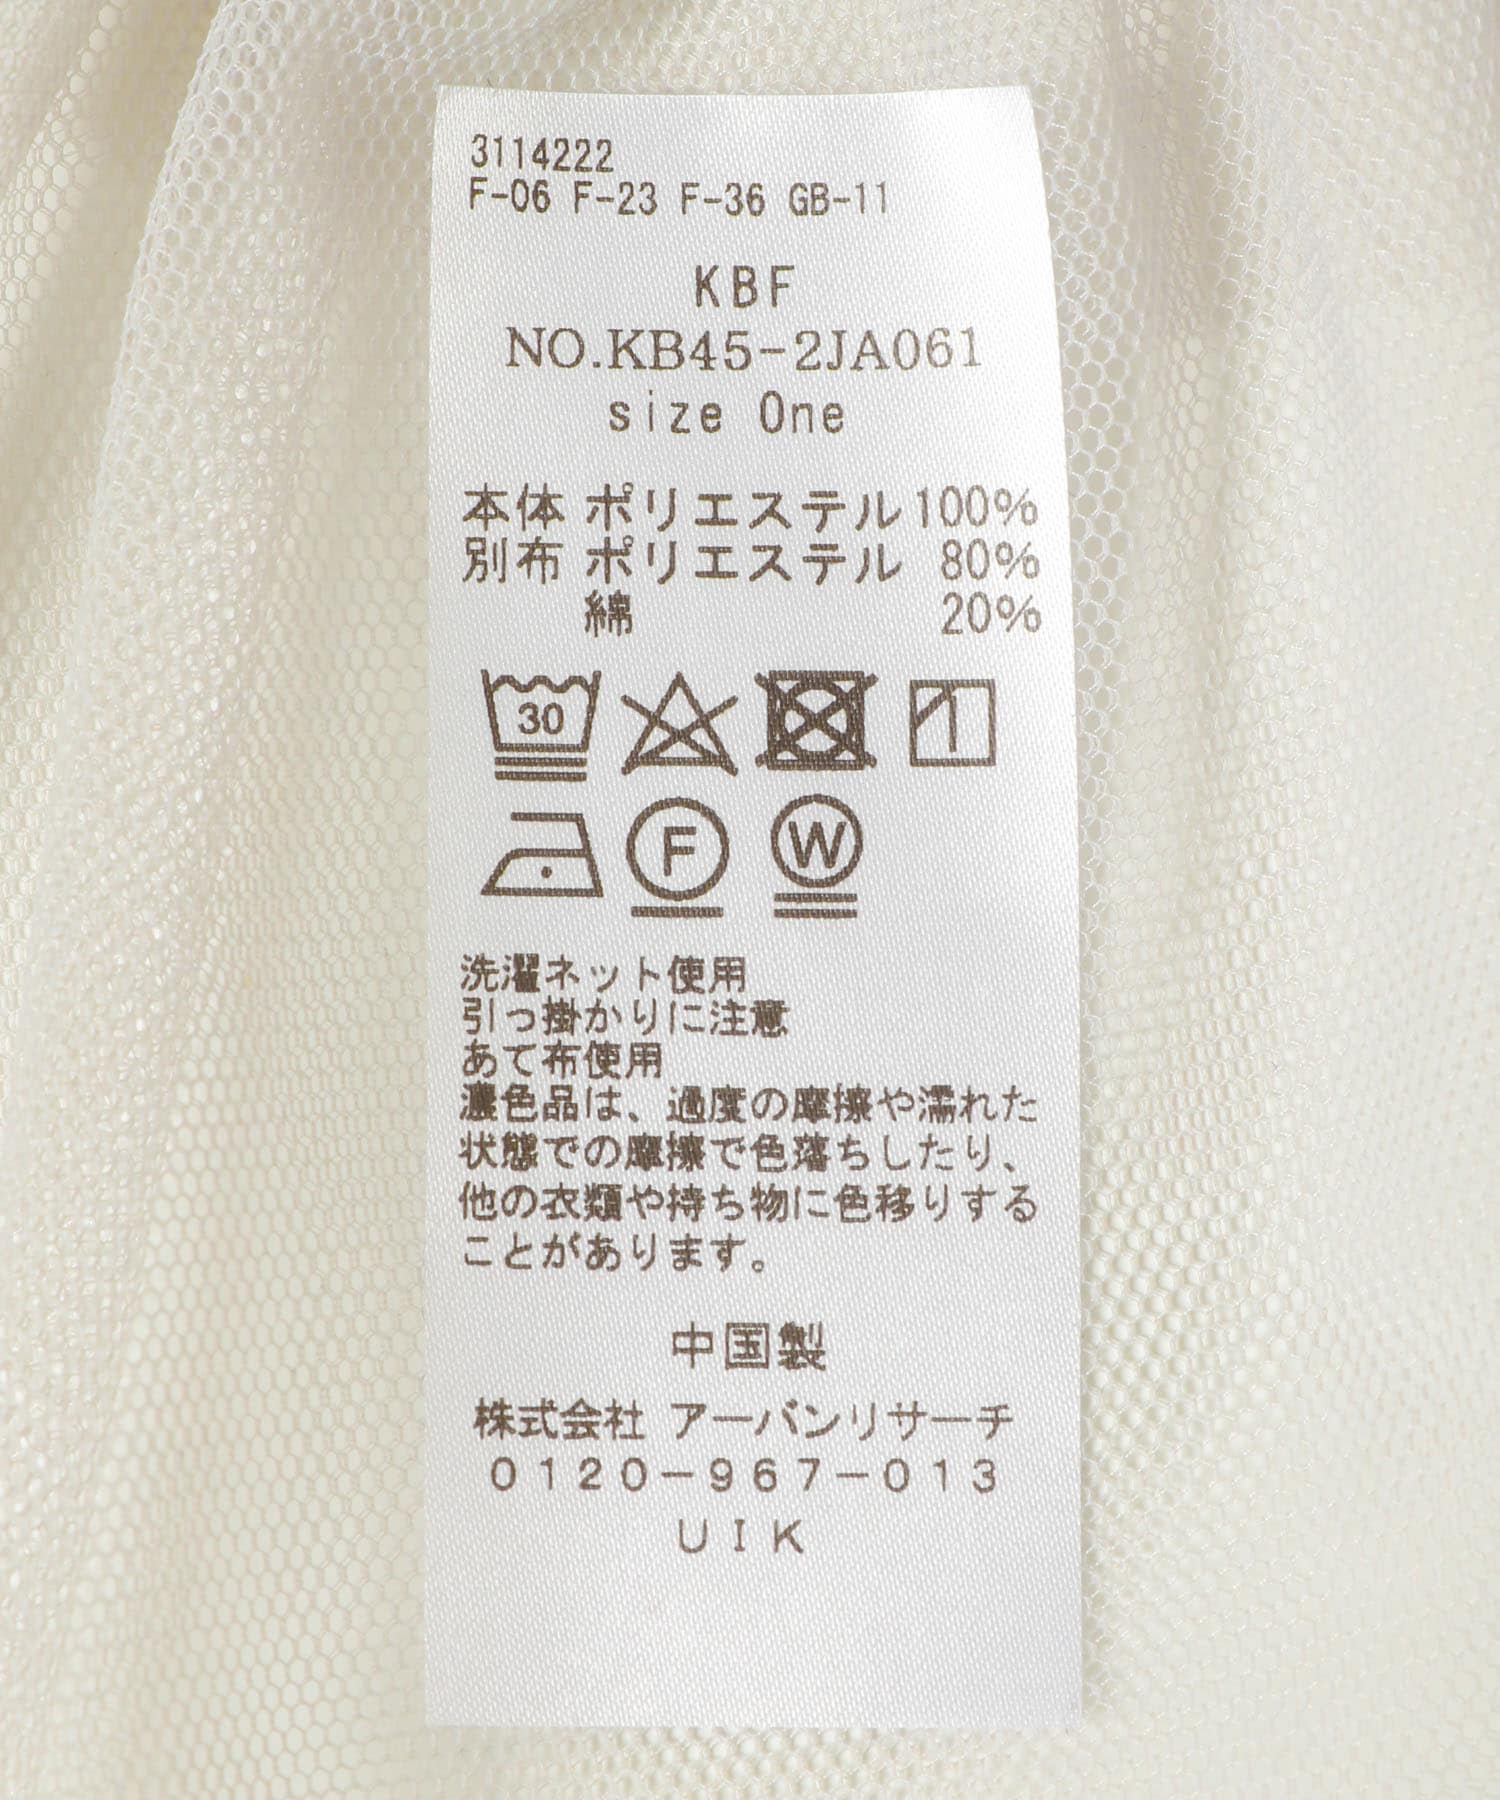 3114222
F-06 F-23 F-36 GB-11
KBF
NO.KB45-2JA061
size One
本体 ポリエステル100%
別布 ポリエステル 80%
綿 20%
30
F
W
洗濯ネット使用
引っ掛かりに注意
あて布使用
濃色品は、過度の摩擦や濡れた
状態での摩擦で色落ちしたり、
他の衣類や持ち物に色移りする
ことがあります。
中国製
株式会社 アーバンリサーチ
0120-967-013
UIK